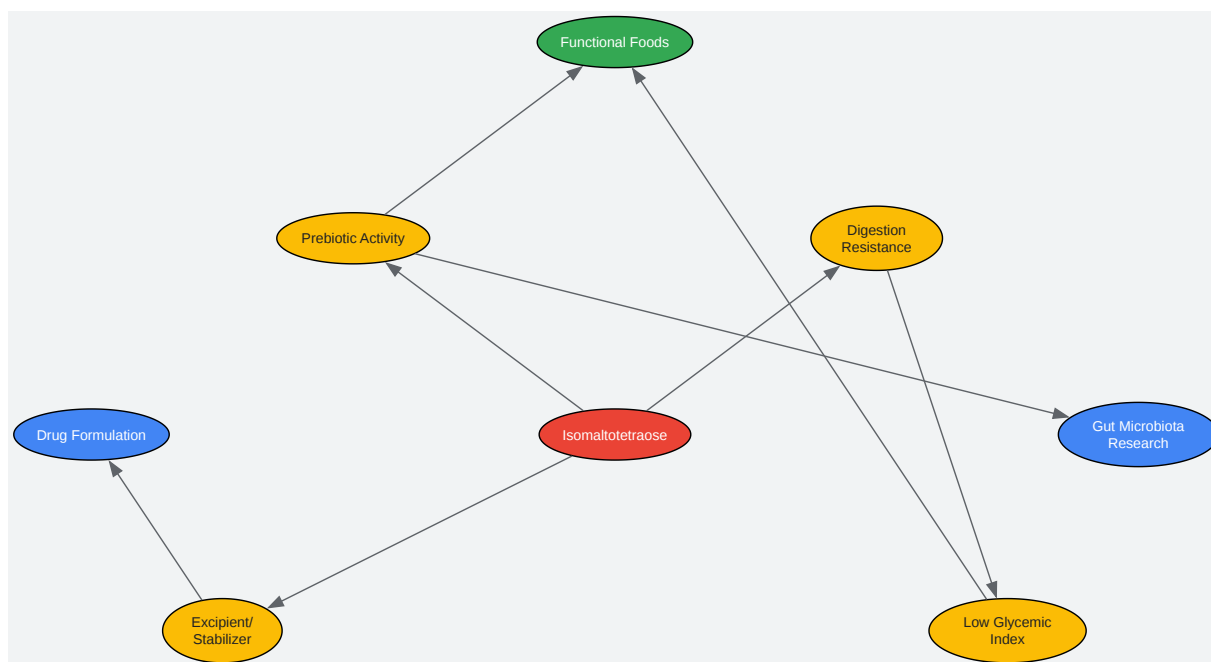 Functional Foods
Prebiotic Activity
Digestion
Resistance
Drug Formulation
Isomaltotetraose
Gut Microbiota
Research
Excipient/
Stabilizer
Low Glycemic
Index